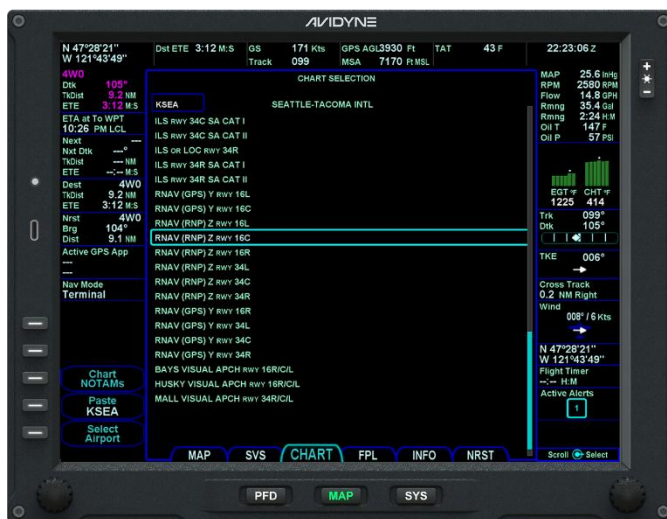 AVIDYNE
N 47°28'21"
W 121°43'49"
Dst ETE 3:12 M:S GS 171 Kts GPS AGL 3930 Ft TAT 43 F
Track 099 MSA 7170 Ft MSL
22:23:06 Z
4W0
Dtk 105°
TkDist 9.2 NM
ETE 3:12 M:S
ETA at To WPT
10:26 PM LCL
Next ---
Nxt Dtk ---°
TkDist --- NM
ETE --:-- M:S
Dest 4W0
TkDist 9.2 NM
ETE 3:12 M:S
Nrst 4W0
Brg 104°
Dist 9.1 NM
Active GPS App
---
---
Nav Mode
Terminal
Chart
NOTAMs
Paste
KSEA
Select
Airport
CHART SELECTION
KSEA SEATTLE-TACOMA INTL
ILS RWY 34C SA CAT I
ILS RWY 34C SA CAT II
ILS OR LOC RWY 34R
ILS RWY 34R SA CAT I
ILS RWY 34R SA CAT II
RNAV (GPS) Y RWY 16L
RNAV (GPS) Y RWY 16C
RNAV (RNP) Z RWY 16L
RNAV (RNP) Z RWY 16C
RNAV (RNP) Z RWY 16R
RNAV (RNP) Z RWY 34L
RNAV (RNP) Z RWY 34C
RNAV (RNP) Z RWY 34R
RNAV (GPS) Y RWY 16R
RNAV (GPS) Y RWY 34L
RNAV (GPS) Y RWY 34C
RNAV (GPS) Y RWY 34R
BAYS VISUAL APCH RWY 16R/C/L
HUSKY VISUAL APCH RWY 16R/C/L
MALL VISUAL APCH RWY 34R/C/L
MAP SVS CHART FPL INFO NRST
MAP 25.6 InHg
RPM 2580 RPM
Flow 14.8 GPH
Rmng 35.4 Gal
Rmng 2:24 H:M
Oil T 147 F
Oil P 57 PSI
EGT °F CHT °F
1225 414
Trk 099°
Dtk 105°
TKE 006°
Cross Track
0.2 NM Right
Wind
008° / 6 Kts
N 47°28'21"
W 121°43'49"
Flight Timer
--:-- H:M
Active Alerts
1
Scroll Select
PFD MAP SYS